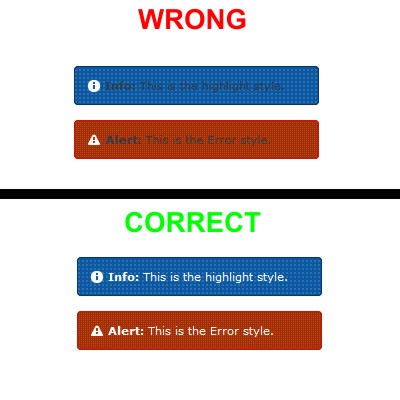 WRONG
Info: This is the highlight style.
Alert: This is the Error style.
CORRECT
Info: This is the highlight style.
Alert: This is the Error style.